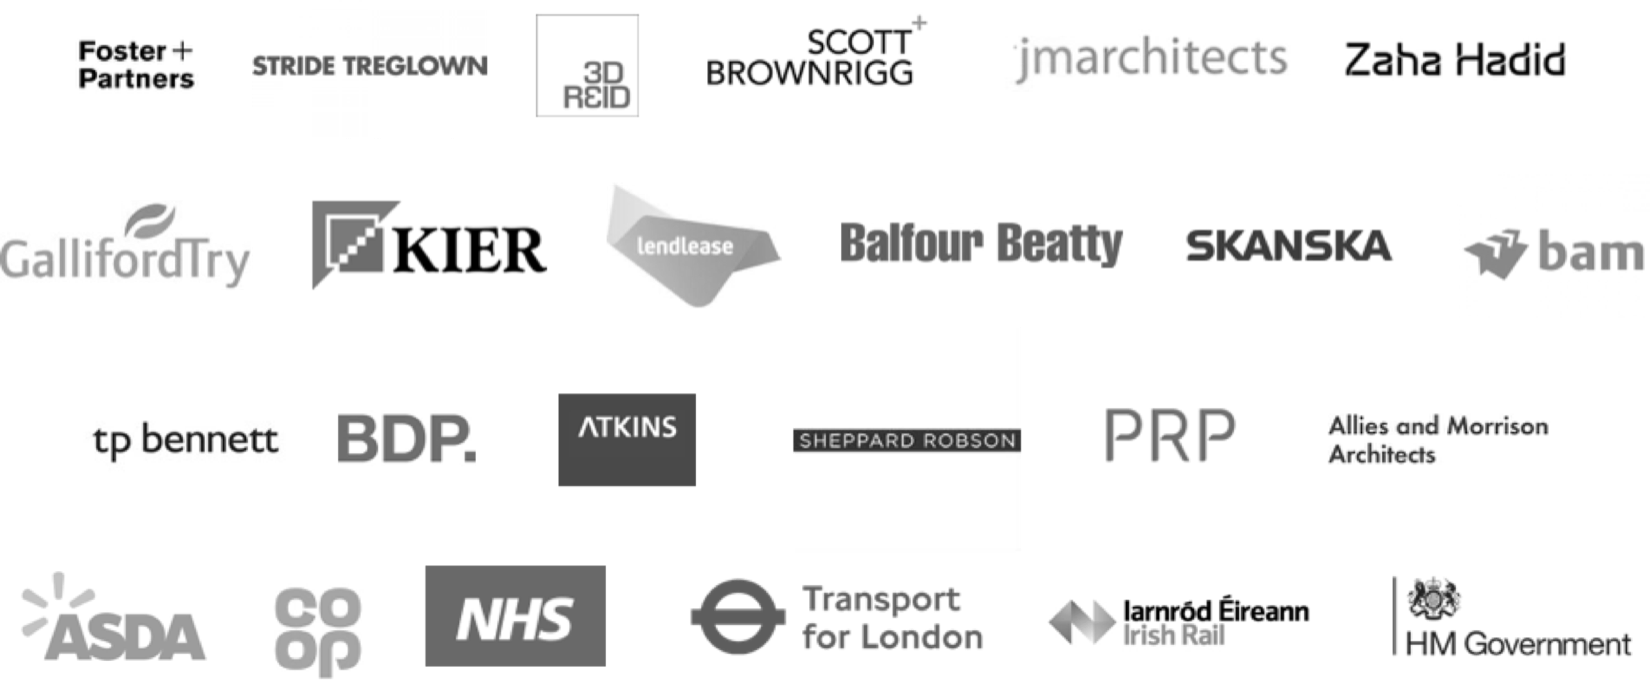 Foster +
Partners
STRIDE TREGLOWN
3D
REID
SCOTT+
BROWNRIGG
jmarchitects
Zaha Hadid
GallifordTry
KIER
lendlease
Balfour Beatty
SKANSKA
bam
tp bennett
BDP.
ATKINS
SHEPPARD ROBSON
PRP
Allies and Morrison
Architects
ASDA
co
op
NHS
Transport
for London
Iarnród Éireann
Irish Rail
HM Government